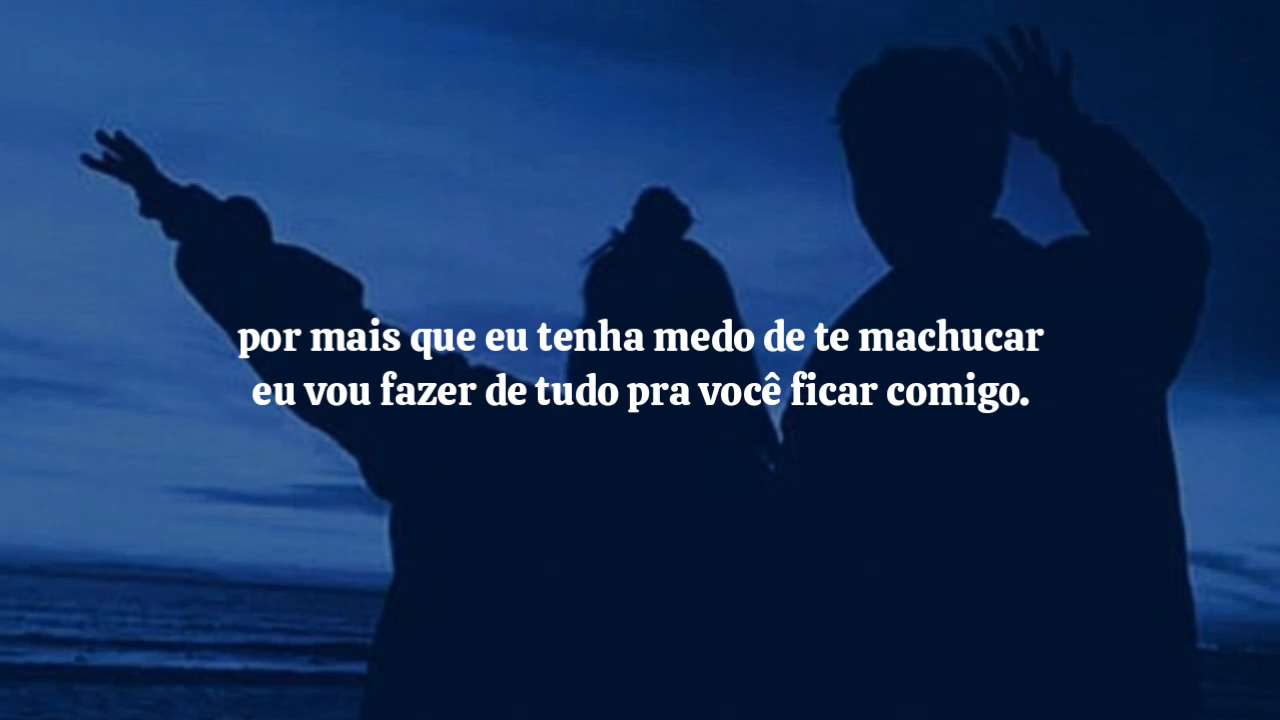 por mais que eu tenha medo de te machucar
eu vou fazer de tudo pra você ficar comigo.